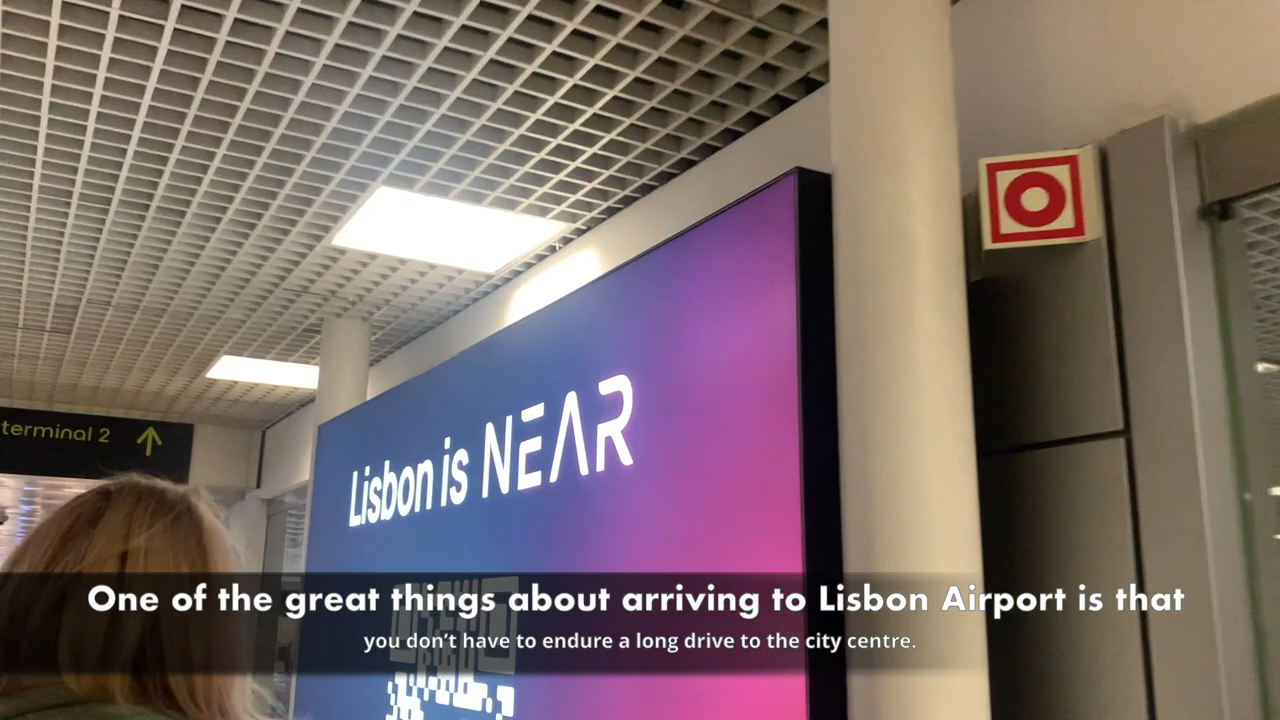 terminal 2
Lisbon is NEAR
One of the great things about arriving to Lisbon Airport is that
you don’t have to endure a long drive to the city centre.